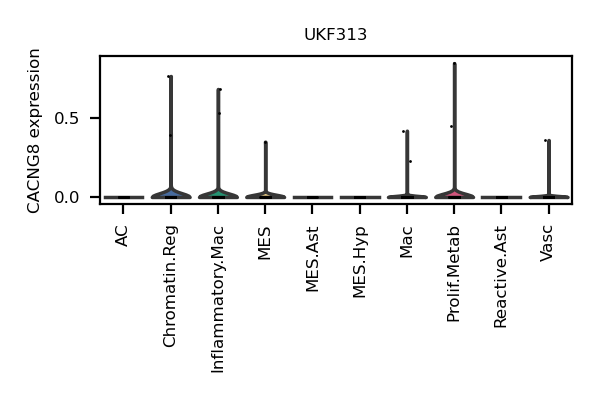 UKF313
CACNG8 expression
0.5
0.0
AC
Chromatin.Reg
Inflammatory.Mac
MES
MES.Ast
MES.Hyp
Mac
Prolif.Metab
Reactive.Ast
Vasc